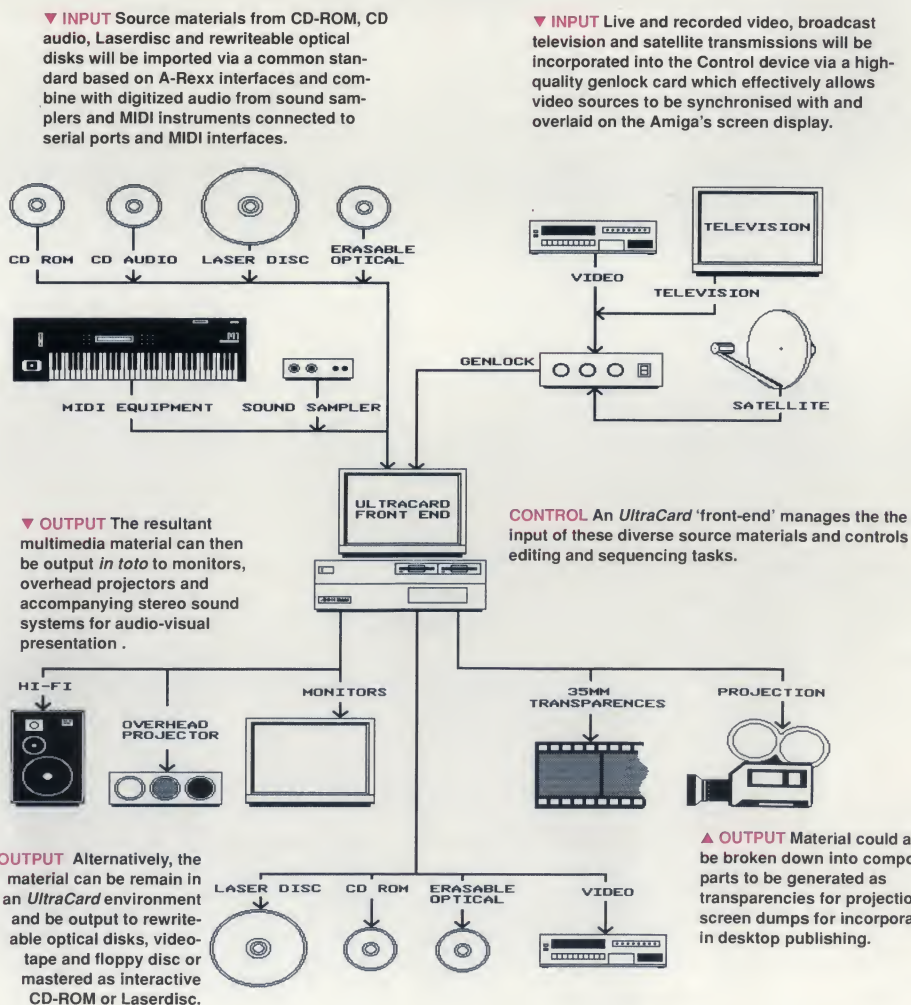 ▼ INPUT Source materials from CD-ROM, CD
audio, Laserdisc and rewriteable optical
disks will be imported via a common stan-
dard based on A-Rexx interfaces and com-
bine with digitized audio from sound sam-
plers and MIDI instruments connected to
serial ports and MIDI interfaces.
▼ INPUT Live and recorded video, broadcast
television and satellite transmissions will be
incorporated into the Control device via a high-
quality genlock card which effectively allows
video sources to be synchronised with and
overlaid on the Amiga's screen display.
CD ROM
CD AUDIO
LASER DISC
ERASABLE
OPTICAL
M1
MIDI EQUIPMENT
SOUND SAMPLER
VIDEO
TELEVISION
TELEVISION
GENLOCK
SATELLITE
ULTRACARD
FRONT END
▼ OUTPUT The resultant
multimedia material can then
be output in toto to monitors,
overhead projectors and
accompanying stereo sound
systems for audio-visual
presentation .
CONTROL An UltraCard 'front-end' manages the the
input of these diverse source materials and controls
editing and sequencing tasks.
HI-FI
OVERHEAD
PROJECTOR
MONITORS
35MM
TRANSPARENCES
PROJECTION
OUTPUT Alternatively, the
material can be remain in
an UltraCard environment
and be output to rewrite-
able optical disks, video-
tape and floppy disc or
mastered as interactive
CD-ROM or Laserdisc.
LASER DISC
CD ROM
ERASABLE
OPTICAL
VIDEO
▲ OUTPUT Material could
be broken down into
parts to be generated as
transparencies for
screen dumps for
in desktop publishing.